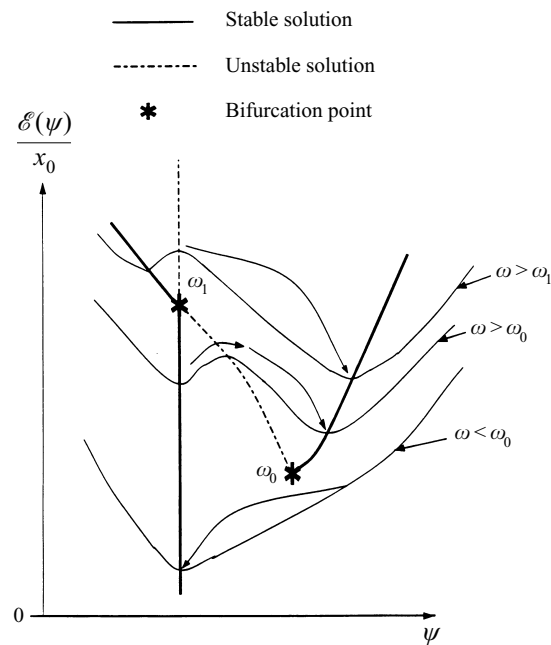 Stable solution
Unstable solution
Bifurcation point
ℰ(ψ)
x₀
ω₁
ω > ω₁
ω > ω₀
ω < ω₀
ω₀
0
ψ